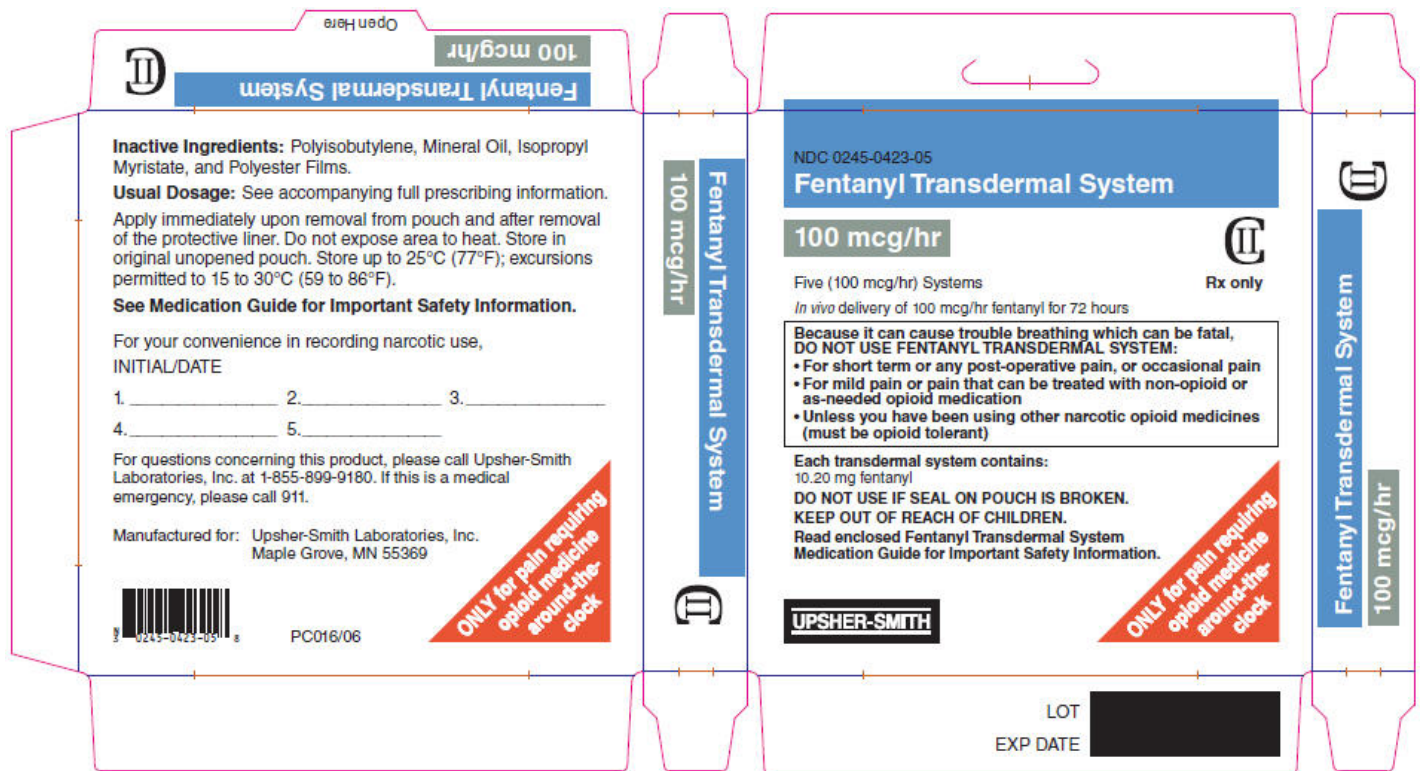 Open Here
100 mcg/hr
Fentanyl Transdermal System
CII
Inactive Ingredients: Polyisobutylene, Mineral Oil, Isopropyl
Myristate, and Polyester Films.
Usual Dosage: See accompanying full prescribing information.
Apply immediately upon removal from pouch and after removal
of the protective liner. Do not expose area to heat. Store in
original unopened pouch. Store up to 25°C (77°F); excursions
permitted to 15 to 30°C (59 to 86°F).
See Medication Guide for Important Safety Information.
For your convenience in recording narcotic use,
INITIAL/DATE
1. ________________ 2. ________________ 3. ________________
4. ________________ 5. ________________
For questions concerning this product, please call Upsher-Smith
Laboratories, Inc. at 1-855-899-9180. If this is a medical
emergency, please call 911.
Manufactured for: Upsher-Smith Laboratories, Inc.
Maple Grove, MN 55369
N
3 0245-0423-05 8
PC016/06
ONLY for pain requiring
opioid medicine
around-the-
clock
Fentanyl Transdermal System
100 mcg/hr
CII
NDC 0245-0423-05
Fentanyl Transdermal System
100 mcg/hr
CII
Five (100 mcg/hr) Systems
Rx only
In vivo delivery of 100 mcg/hr fentanyl for 72 hours
Because it can cause trouble breathing which can be fatal,
DO NOT USE FENTANYL TRANSDERMAL SYSTEM:
• For short term or any post-operative pain, or occasional pain
• For mild pain or pain that can be treated with non-opioid or
as-needed opioid medication
• Unless you have been using other narcotic opioid medicines
(must be opioid tolerant)
Each transdermal system contains:
10.20 mg fentanyl
DO NOT USE IF SEAL ON POUCH IS BROKEN.
KEEP OUT OF REACH OF CHILDREN.
Read enclosed Fentanyl Transdermal System
Medication Guide for Important Safety Information.
UPSHER-SMITH
ONLY for pain requiring
opioid medicine
around-the-
clock
LOT
EXP DATE
CII
Fentanyl Transdermal System
100 mcg/hr